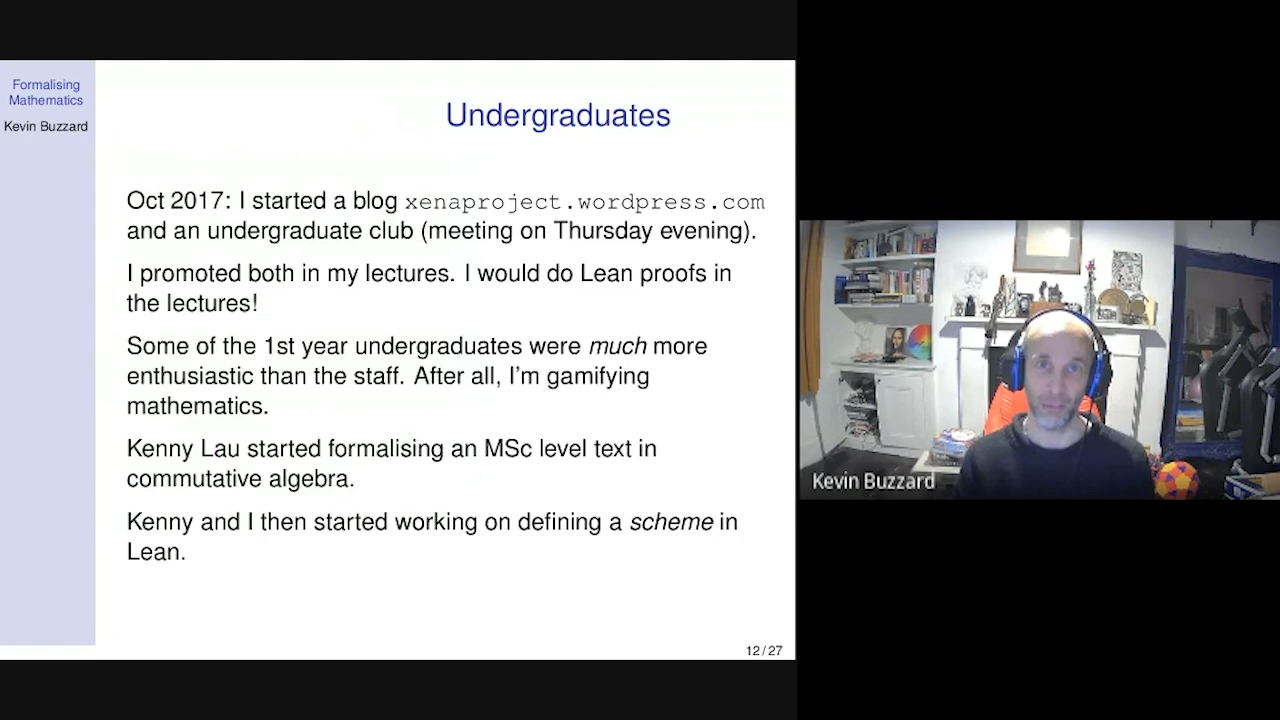 Formalising
Mathematics
Kevin Buzzard
Undergraduates
Oct 2017: I started a blog xenaproject.wordpress.com
and an undergraduate club (meeting on Thursday evening).
I promoted both in my lectures. I would do Lean proofs in
the lectures!
Some of the 1st year undergraduates were much more
enthusiastic than the staff. After all, I'm gamifying
mathematics.
Kenny Lau started formalising an MSc level text in
commutative algebra.
Kenny and I then started working on defining a scheme in
Lean.
12 / 27
Kevin Buzzard